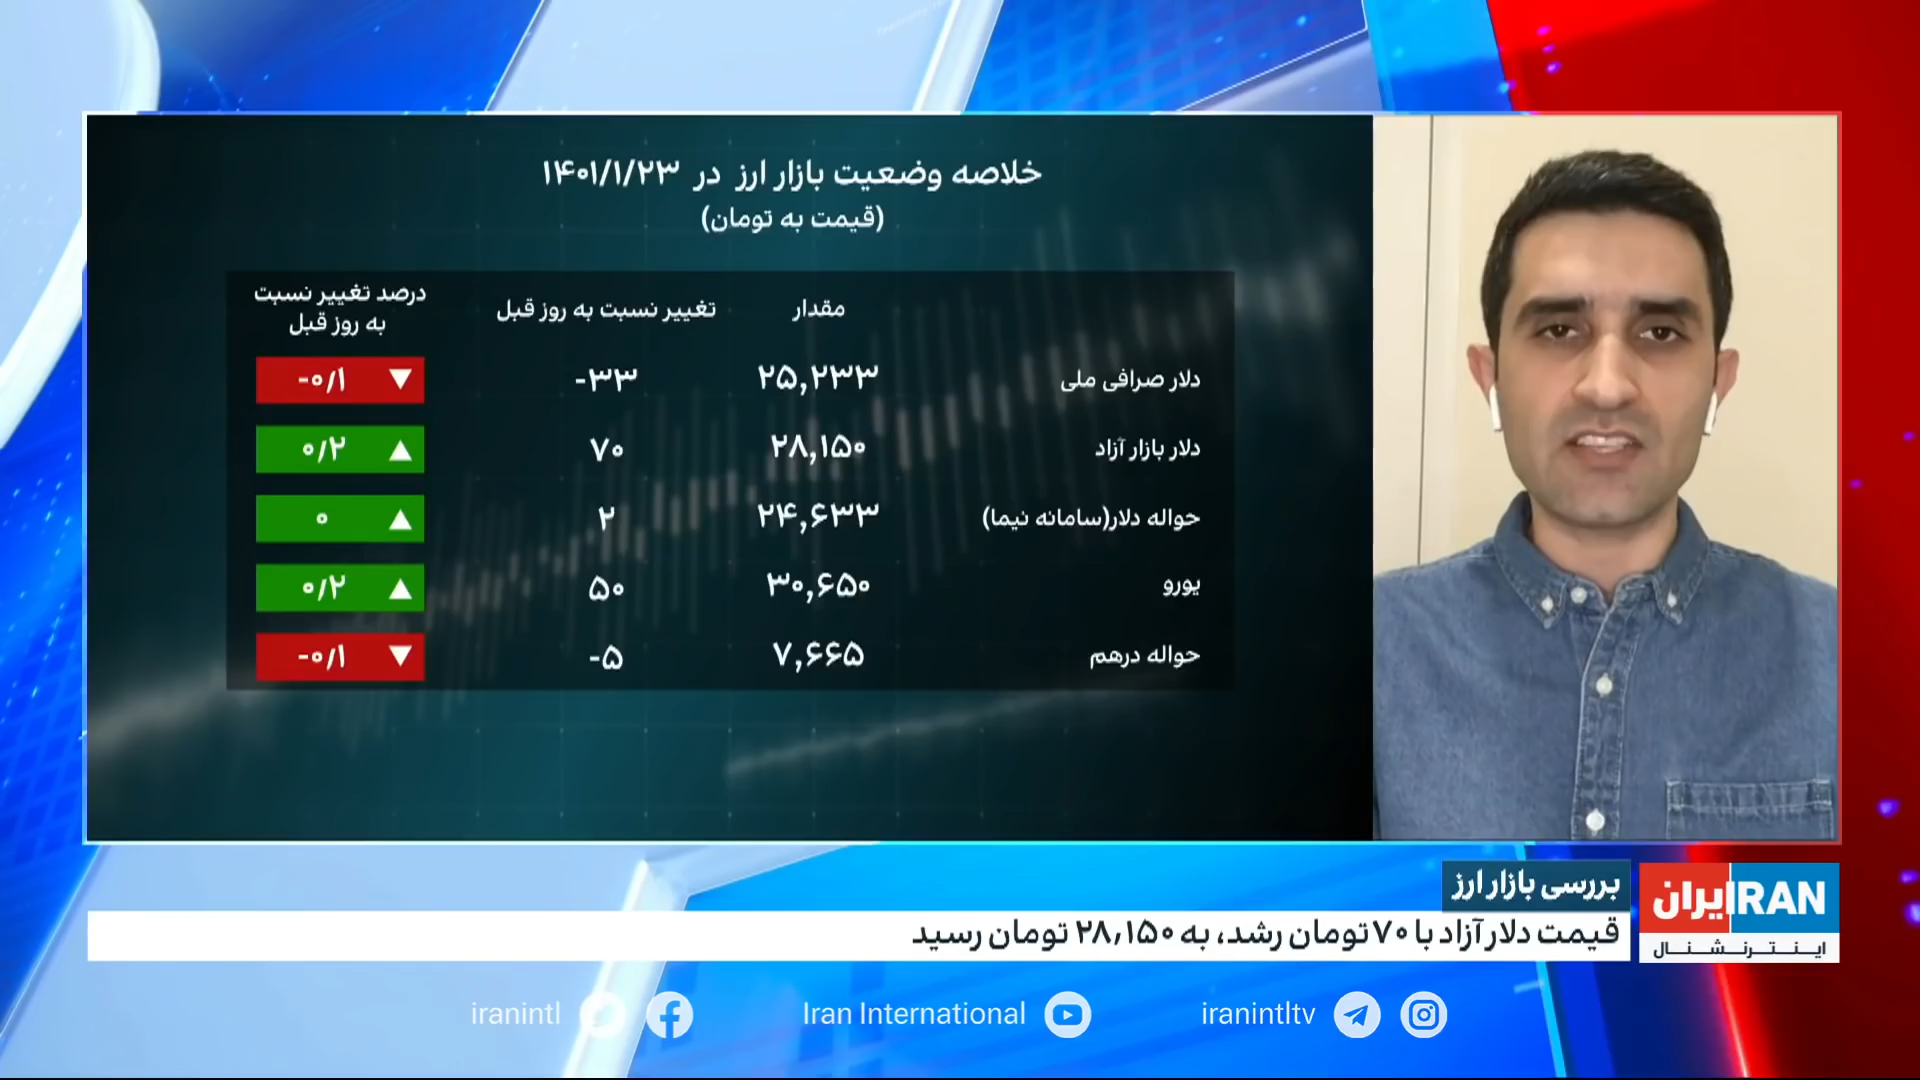 خلاصه وضعیت بازار ارز در ۱۴۰۱/۱/۲۳
(قیمت به تومان)
مقدار تغییر نسبت به روز قبل درصد تغییر نسبت
به روز قبل
دلار صرافی ملی ۲۵,۲۳۳ -۳۳ ▼ -۰/۱
دلار بازار آزاد ۲۸,۱۵۰ ۷۰ ▲ ۰/۲
حواله دلار(سامانه نیما) ۲۴,۶۳۳ ۲ ▲ ۰
یورو ۳۰,۶۵۰ ۵۰ ▲ ۰/۲
حواله درهم ۷,۶۶۵ -۵ ▼ -۰/۱
بررسی بازار ارز
قیمت دلار آزاد با ۷۰ تومان رشد، به ۲۸,۱۵۰ تومان رسید
ایران IRAN
اینترنشنال
iranintl Iran International iranintltv